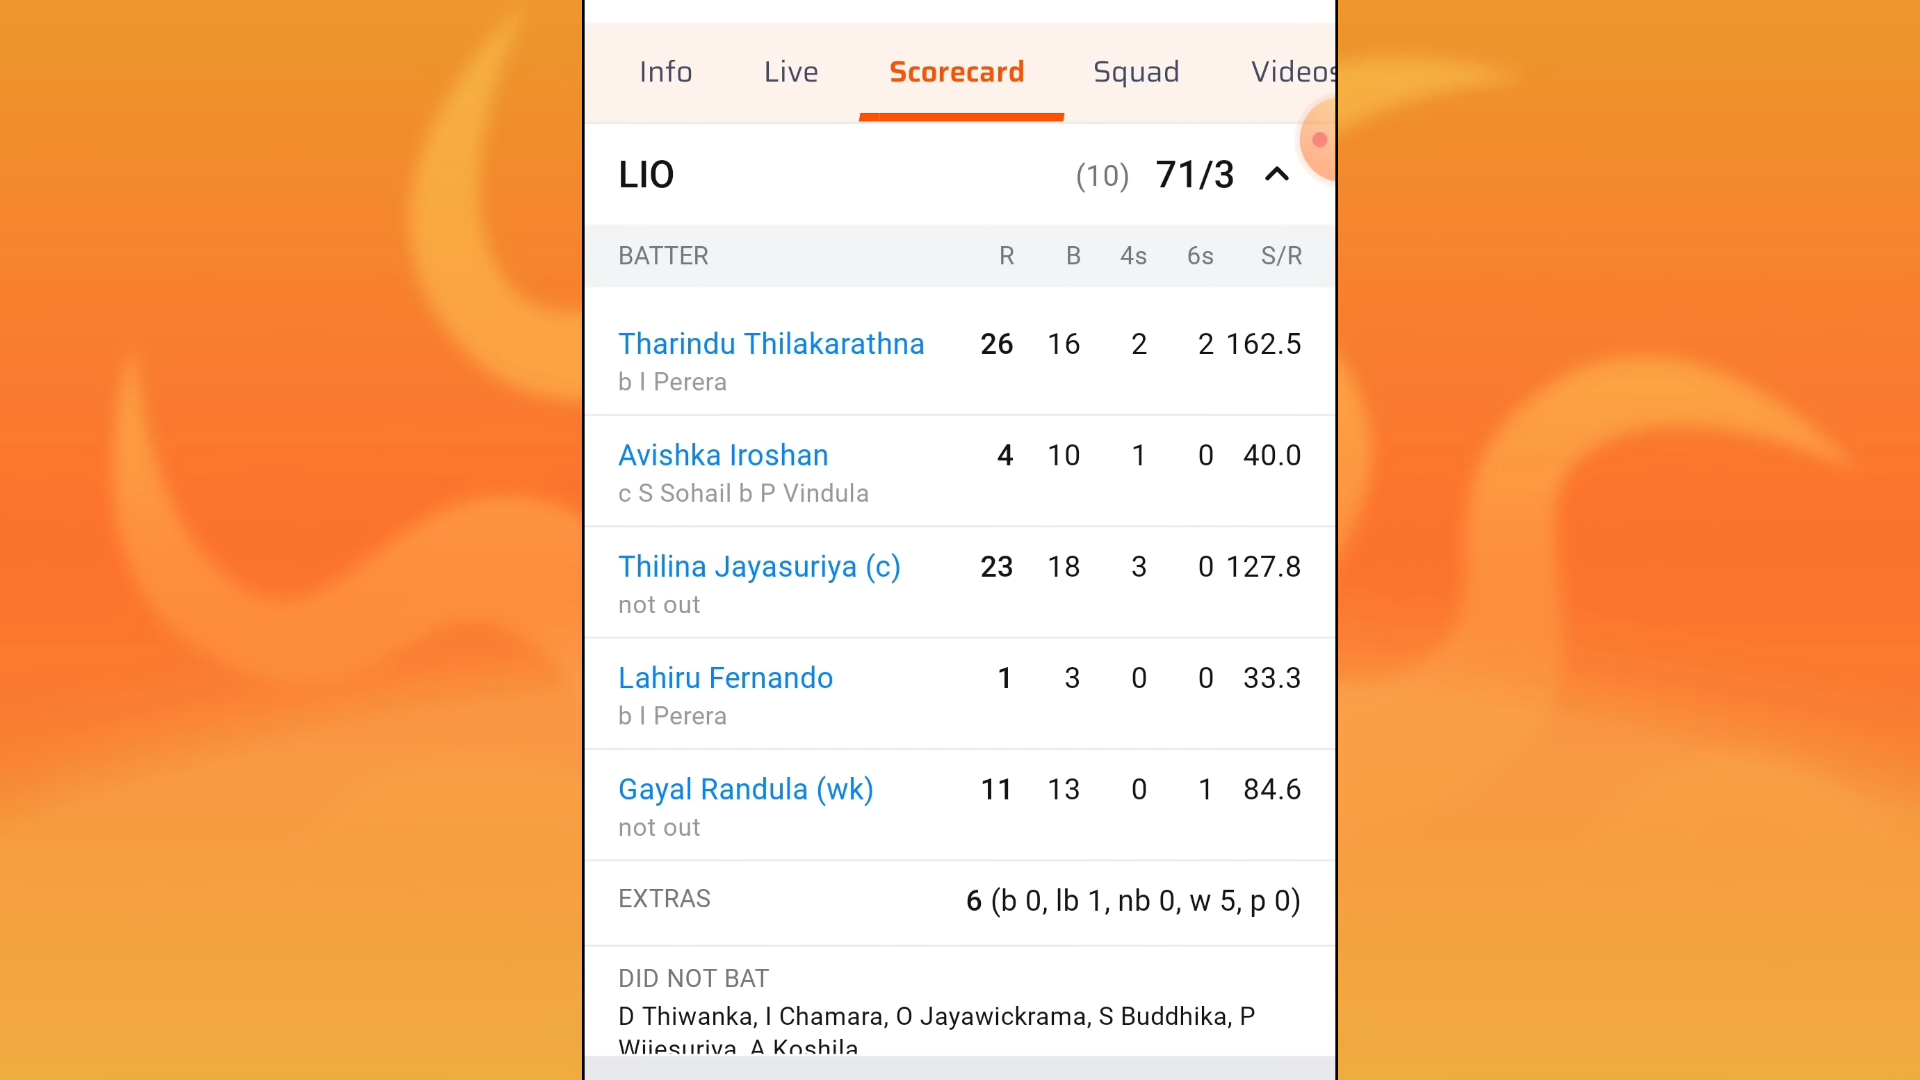 Info Live Scorecard Squad Videos
LIO (10) 71/3
BATTER R B 4s 6s S/R
Tharindu Thilakarathna 26 16 2 2 162.5
b I Perera
Avishka Iroshan 4 10 1 0 40.0
c S Sohail b P Vindula
Thilina Jayasuriya (c) 23 18 3 0 127.8
not out
Lahiru Fernando 1 3 0 0 33.3
b I Perera
Gayal Randula (wk) 11 13 0 1 84.6
not out
EXTRAS 6 (b 0, lb 1, nb 0, w 5, p 0)
DID NOT BAT
D Thiwanka, I Chamara, O Jayawickrama, S Buddhika, P
Wijesuriya, A Koshila